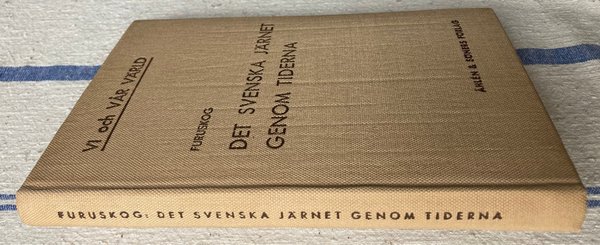 VI och VÅR VÄRLD
FURUSKOG
DET SVENSKA JÄRNET
GENOM TIDERNA
ÅHLÉN & SÖNERS FÖRLAG
FURUSKOG: DET SVENSKA JÄRNET GENOM TIDERNA